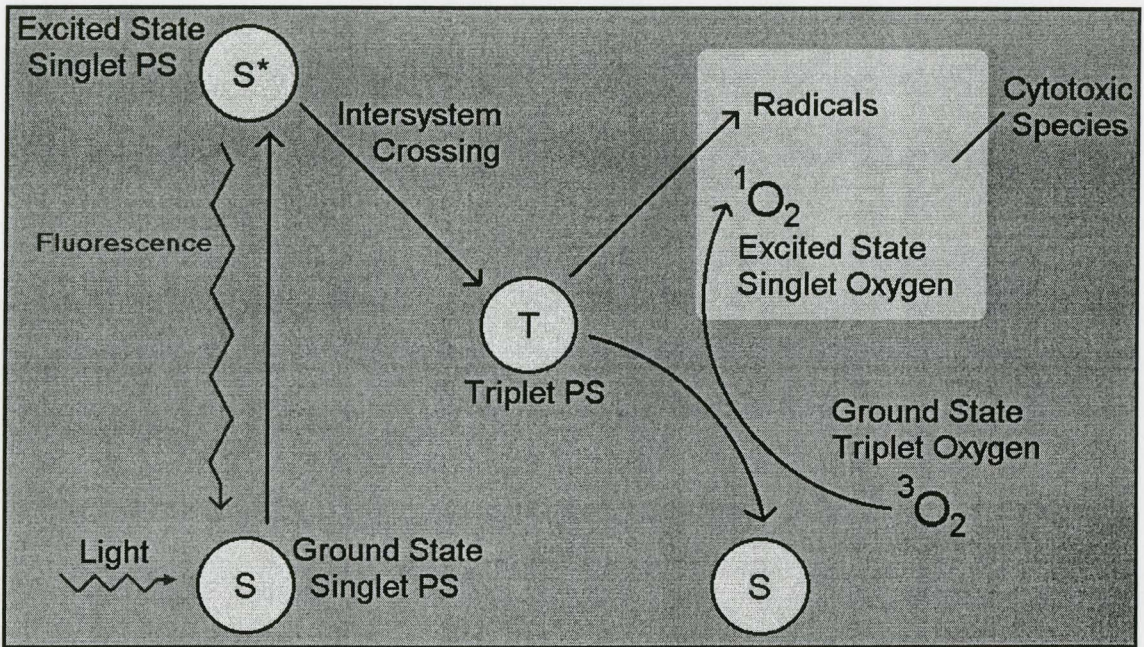 Excited State
Singlet PS
S*
Intersystem
Crossing
Radicals
Cytotoxic
Species
¹O₂
Excited State
Singlet Oxygen
Fluorescence
T
Triplet PS
Ground State
Triplet Oxygen
³O₂
Light
S
Ground State
Singlet PS
S